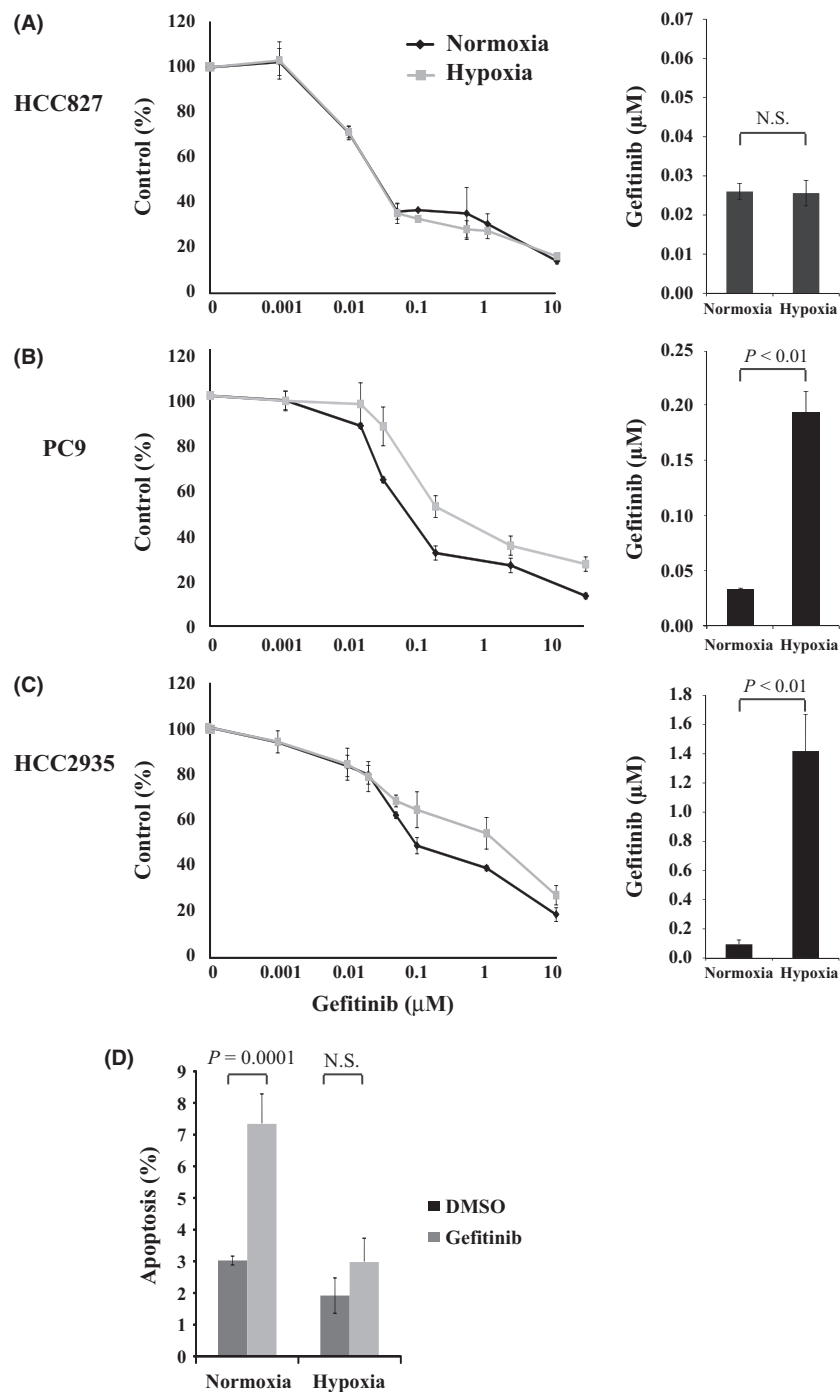 (A)
HCC827
Control (%)
120
100
80
60
40
20
0
0 0.001 0.01 0.1 1 10
Normoxia
Hypoxia
Gefitinib (μM)
0.07
0.06
0.05
0.04
0.03
0.02
0.01
0.00
N.S.
Normoxia Hypoxia
(B)
PC9
Control (%)
120
100
80
60
40
20
0
0 0.001 0.01 0.1 1 10
Gefitinib (μM)
0.25
0.20
0.15
0.10
0.05
0.00
P < 0.01
Normoxia Hypoxia
(C)
HCC2935
Control (%)
120
100
80
60
40
20
0
0 0.001 0.01 0.1 1 10
Gefitinib (μM)
Gefitinib (μM)
1.8
1.6
1.4
1.2
1.0
0.8
0.6
0.4
0.2
0.0
P < 0.01
Normoxia Hypoxia
(D)
Apoptosis (%)
9
8
7
6
5
4
3
2
1
0
P = 0.0001
N.S.
Normoxia Hypoxia
DMSO
Gefitinib